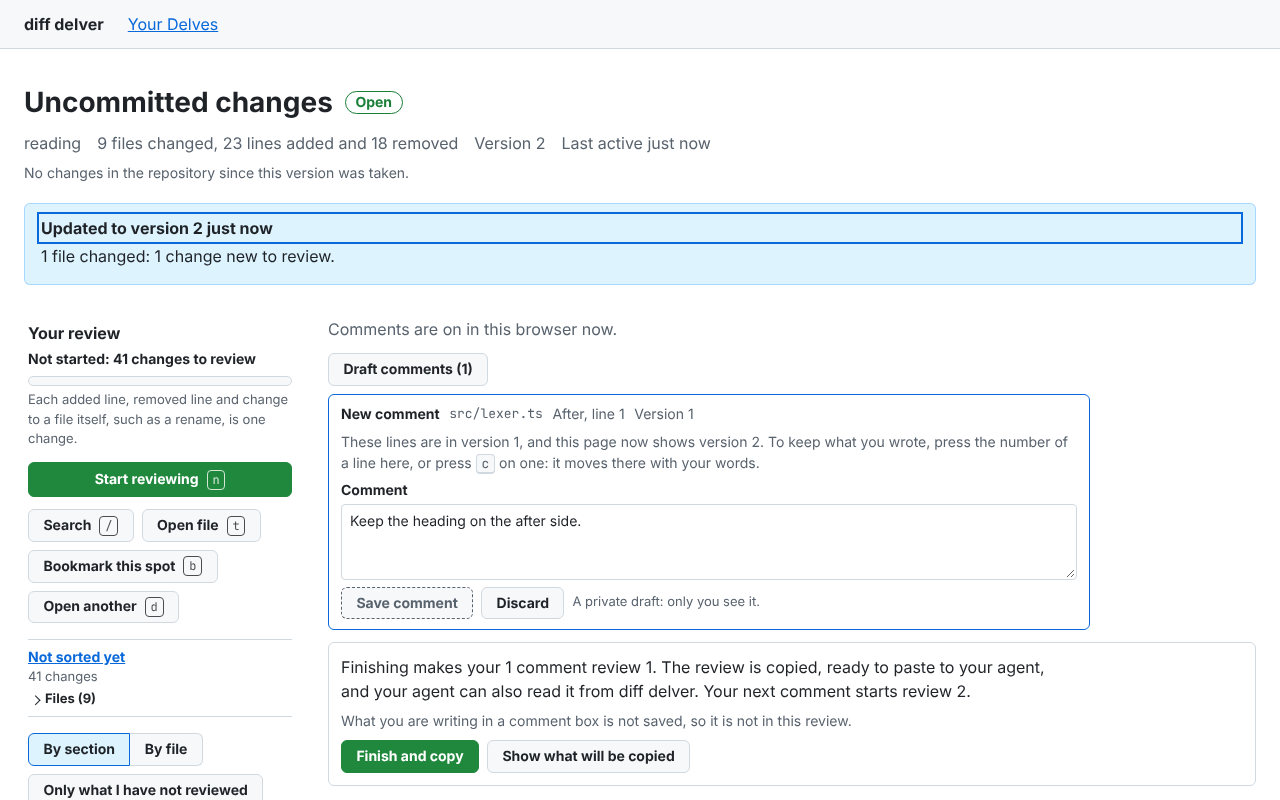 diff delver Your Delves
Uncommitted changes Open
reading 9 files changed, 23 lines added and 18 removed Version 2 Last active just now
No changes in the repository since this version was taken.
Updated to version 2 just now
1 file changed: 1 change new to review.
Your review
Not started: 41 changes to review
Each added line, removed line and change
to a file itself, such as a rename, is one
change.
Start reviewing n
Search / Open file t
Bookmark this spot b
Open another d
Not sorted yet
41 changes
Files (9)
By section By file
Only what I have not reviewed
Comments are on in this browser now.
Draft comments (1)
New comment src/lexer.ts After, line 1 Version 1
These lines are in version 1, and this page now shows version 2. To keep what you wrote, press the number of
a line here, or press c on one: it moves there with your words.
Comment
Keep the heading on the after side.
Save comment Discard A private draft: only you see it.
Finishing makes your 1 comment review 1. The review is copied, ready to paste to your agent,
and your agent can also read it from diff delver. Your next comment starts review 2.
What you are writing in a comment box is not saved, so it is not in this review.
Finish and copy Show what will be copied